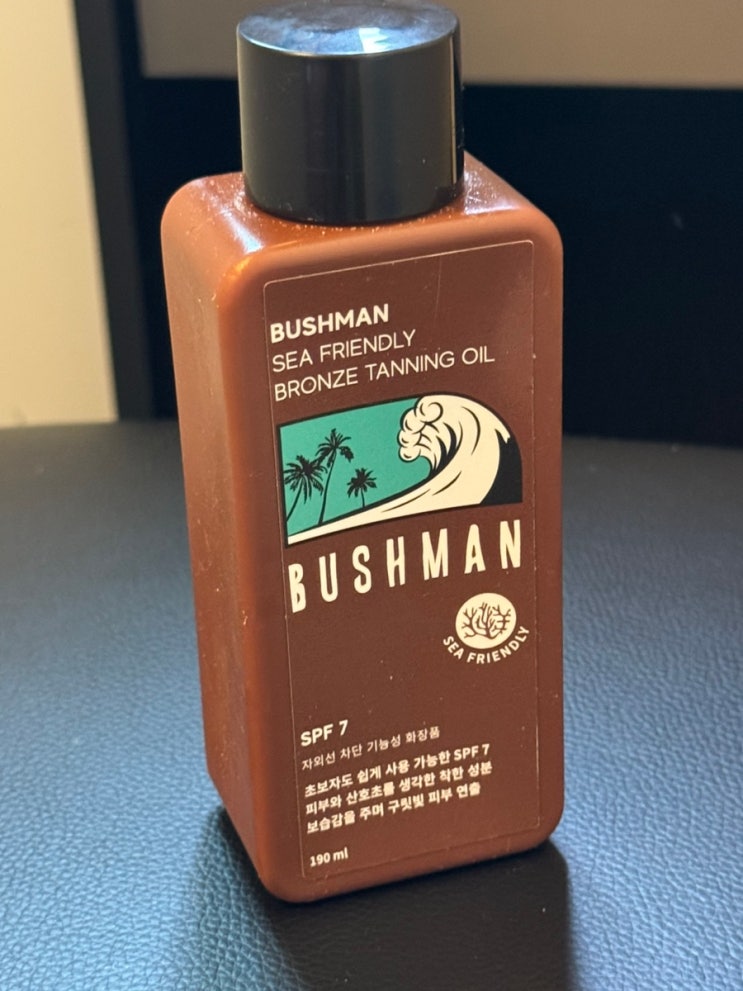 BUSHMAN
SEA FRIENDLY
BRONZE TANNING OIL
BUSHMAN
SEA FRIENDLY
SPF 7
자외선 차단 기능성 화장품
초보자도 쉽게 사용 가능한 SPF 7
피부와 산호초를 생각한 착한 성분
보습감을 주며 구릿빛 피부 연출
190 ml